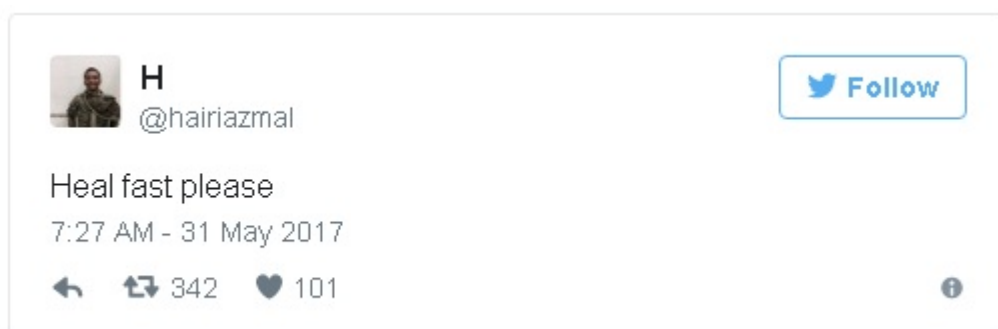 H
@hairiazmal
Follow
Heal fast please
7:27 AM - 31 May 2017
342 101